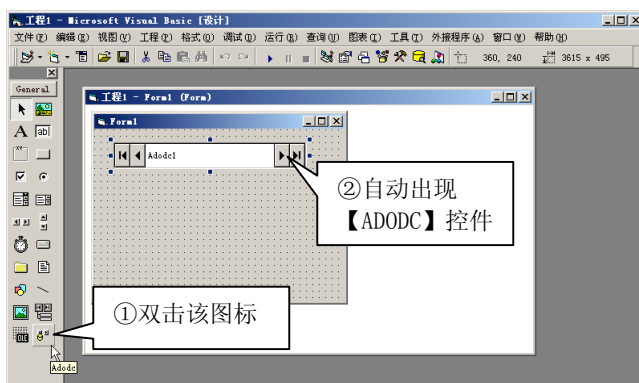 工程1 - Microsoft Visual Basic [设计]
文件(F) 编辑(E) 视图(V) 工程(P) 格式(O) 调试(D) 运行(R) 查询(U) 图表(I) 工具(T) 外接程序(A) 窗口(W) 帮助(H)
360, 240 3615 x 495
General
工程1 - Form1 (Form)
Form1
Adodc1
A ab|
②自动出现
【ADODC】控件
①双击该图标
OLE
Adodc